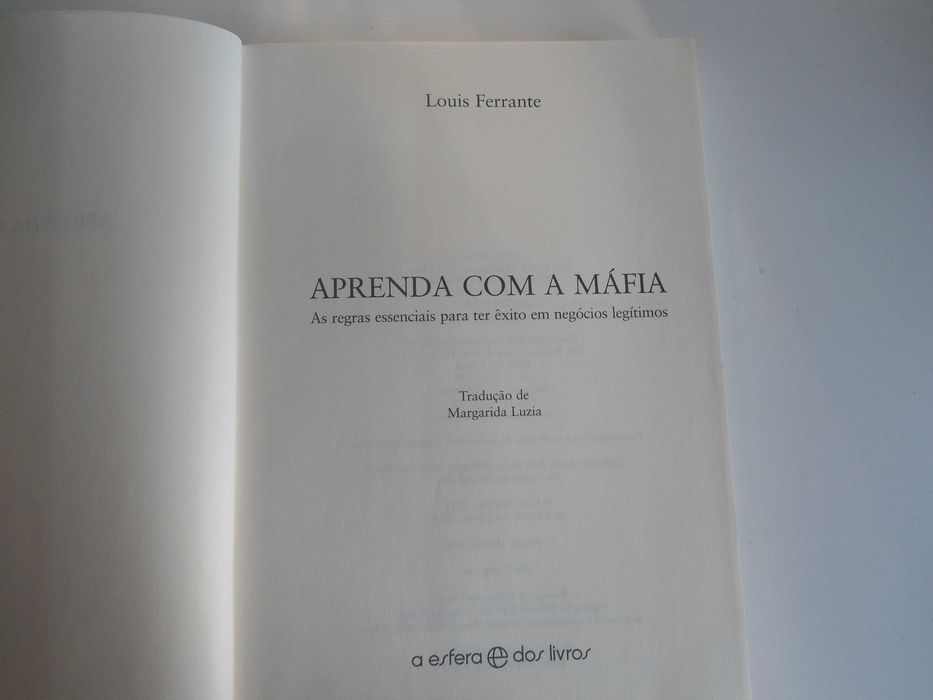 Louis Ferrante
APRENDA COM A MÁFIA
As regras essenciais para ter êxito em negócios legítimos
Tradução de
Margarida Luzia
a esfera dos livros